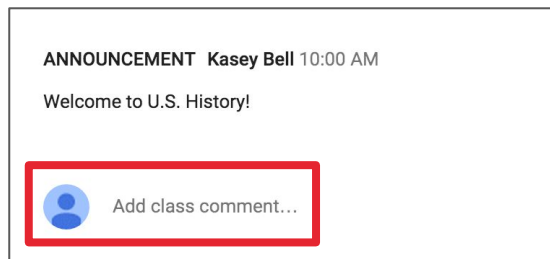 ANNOUNCEMENT Kasey Bell 10:00 AM
Welcome to U.S. History!
Add class comment...